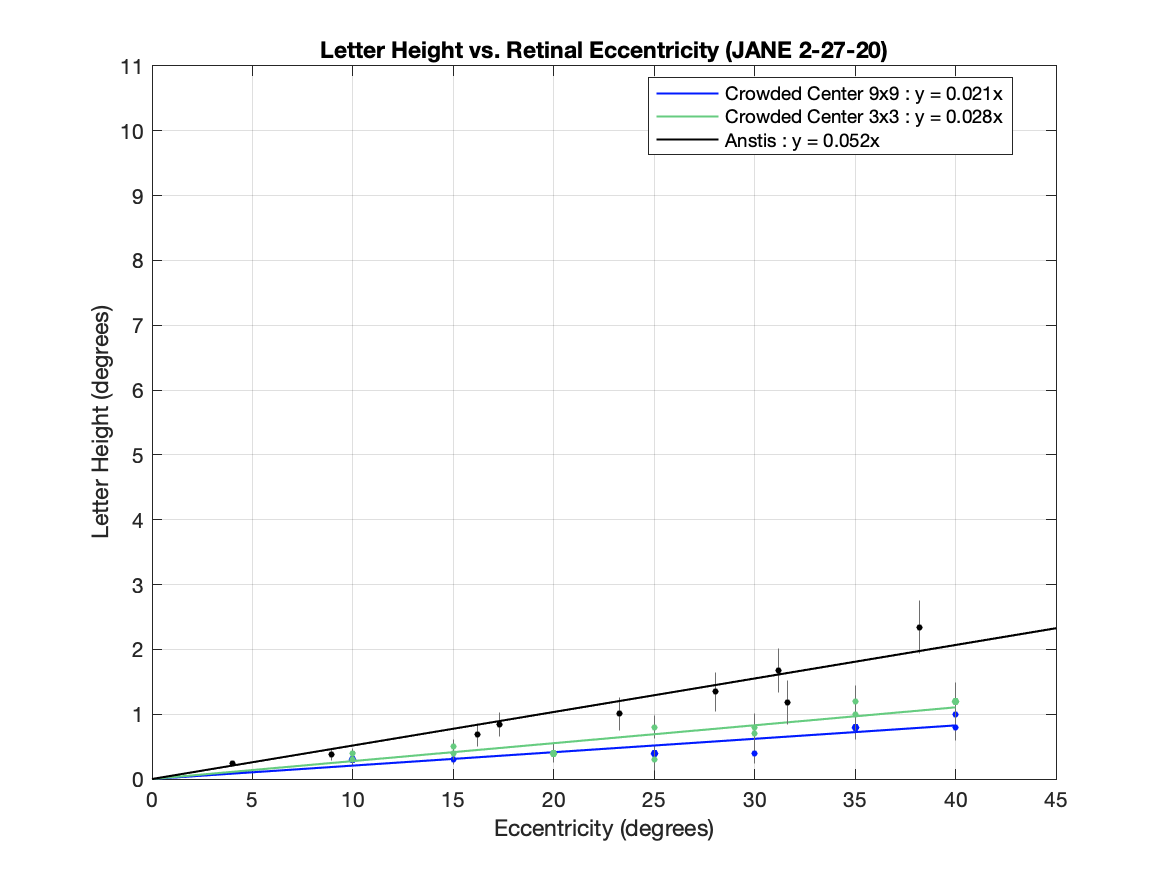 Letter Height vs. Retinal Eccentricity (JANE 2-27-20)
Crowded Center 9x9 : y = 0.021x
Crowded Center 3x3 : y = 0.028x
Anstis : y = 0.052x
11
10
9
8
7
6
5
4
3
2
1
0
Letter Height (degrees)
0 5 10 15 20 25 30 35 40 45
Eccentricity (degrees)